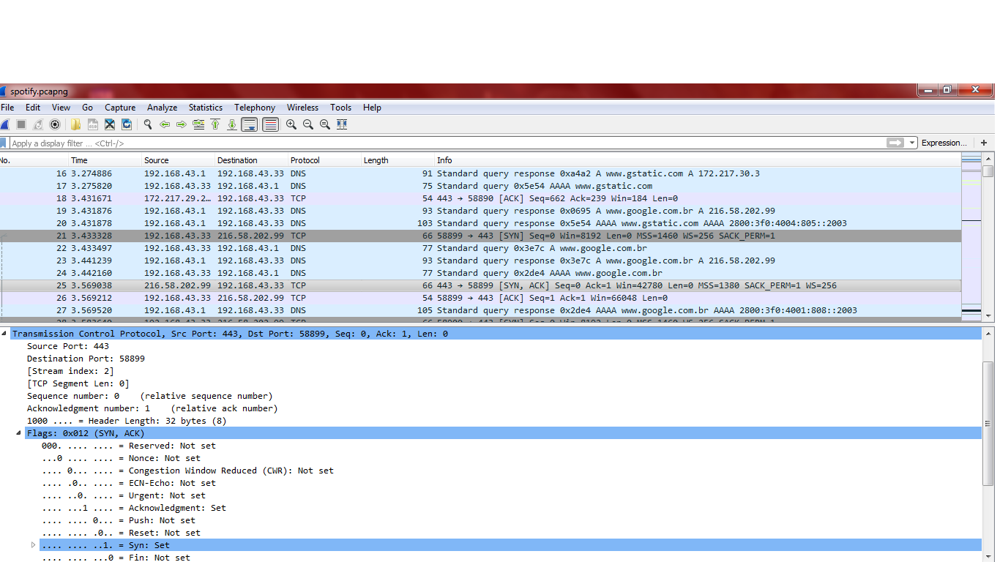 spotify.pcapng
File Edit View Go Capture Analyze Statistics Telephony Wireless Tools Help
Apply a display filter ... <Ctrl-/> Expression... +
No. Time Source Destination Protocol Length Info
16 3.274886 192.168.43.1 192.168.43.33 DNS 91 Standard query response 0xa4a2 A www.gstatic.com A 172.217.30.3
17 3.275820 192.168.43.33 192.168.43.1 DNS 75 Standard query 0x5e54 AAAA www.gstatic.com
18 3.431671 172.217.29.2… 192.168.43.33 TCP 54 443 → 58890 [ACK] Seq=662 Ack=239 Win=184 Len=0
19 3.431876 192.168.43.1 192.168.43.33 DNS 93 Standard query response 0x0695 A www.google.com.br A 216.58.202.99
20 3.431878 192.168.43.1 192.168.43.33 DNS 103 Standard query response 0x5e54 AAAA www.gstatic.com AAAA 2800:3f0:4004:805::2003
21 3.433328 192.168.43.33 216.58.202.99 TCP 66 58899 → 443 [SYN] Seq=0 Win=8192 Len=0 MSS=1460 WS=256 SACK_PERM=1
22 3.433497 192.168.43.33 192.168.43.1 DNS 77 Standard query 0x3e7c A www.google.com.br
23 3.441239 192.168.43.1 192.168.43.33 DNS 93 Standard query response 0x3e7c A www.google.com.br A 216.58.202.99
24 3.442160 192.168.43.33 192.168.43.1 DNS 77 Standard query 0x2de4 AAAA www.google.com.br
25 3.569038 216.58.202.99 192.168.43.33 TCP 66 443 → 58899 [SYN, ACK] Seq=0 Ack=1 Win=42780 Len=0 MSS=1380 SACK_PERM=1 WS=256
26 3.569212 192.168.43.33 216.58.202.99 TCP 54 58899 → 443 [ACK] Seq=1 Ack=1 Win=66048 Len=0
27 3.569520 192.168.43.1 192.168.43.33 DNS 105 Standard query response 0x2de4 AAAA www.google.com.br AAAA 2800:3f0:4001:808::2003
Transmission Control Protocol, Src Port: 443, Dst Port: 58899, Seq: 0, Ack: 1, Len: 0
Source Port: 443
Destination Port: 58899
[Stream index: 2]
[TCP Segment Len: 0]
Sequence number: 0 (relative sequence number)
Acknowledgment number: 1 (relative ack number)
1000 .... = Header Length: 32 bytes (8)
Flags: 0x012 (SYN, ACK)
000. .... .... = Reserved: Not set
...0 .... .... = Nonce: Not set
.... 0... .... = Congestion Window Reduced (CWR): Not set
.... .0.. .... = ECN-Echo: Not set
.... ..0. .... = Urgent: Not set
.... ...1 .... = Acknowledgment: Set
.... .... 0... = Push: Not set
.... .... .0.. = Reset: Not set
.... .... ..1. = Syn: Set
.... .... ...0 = Fin: Not set